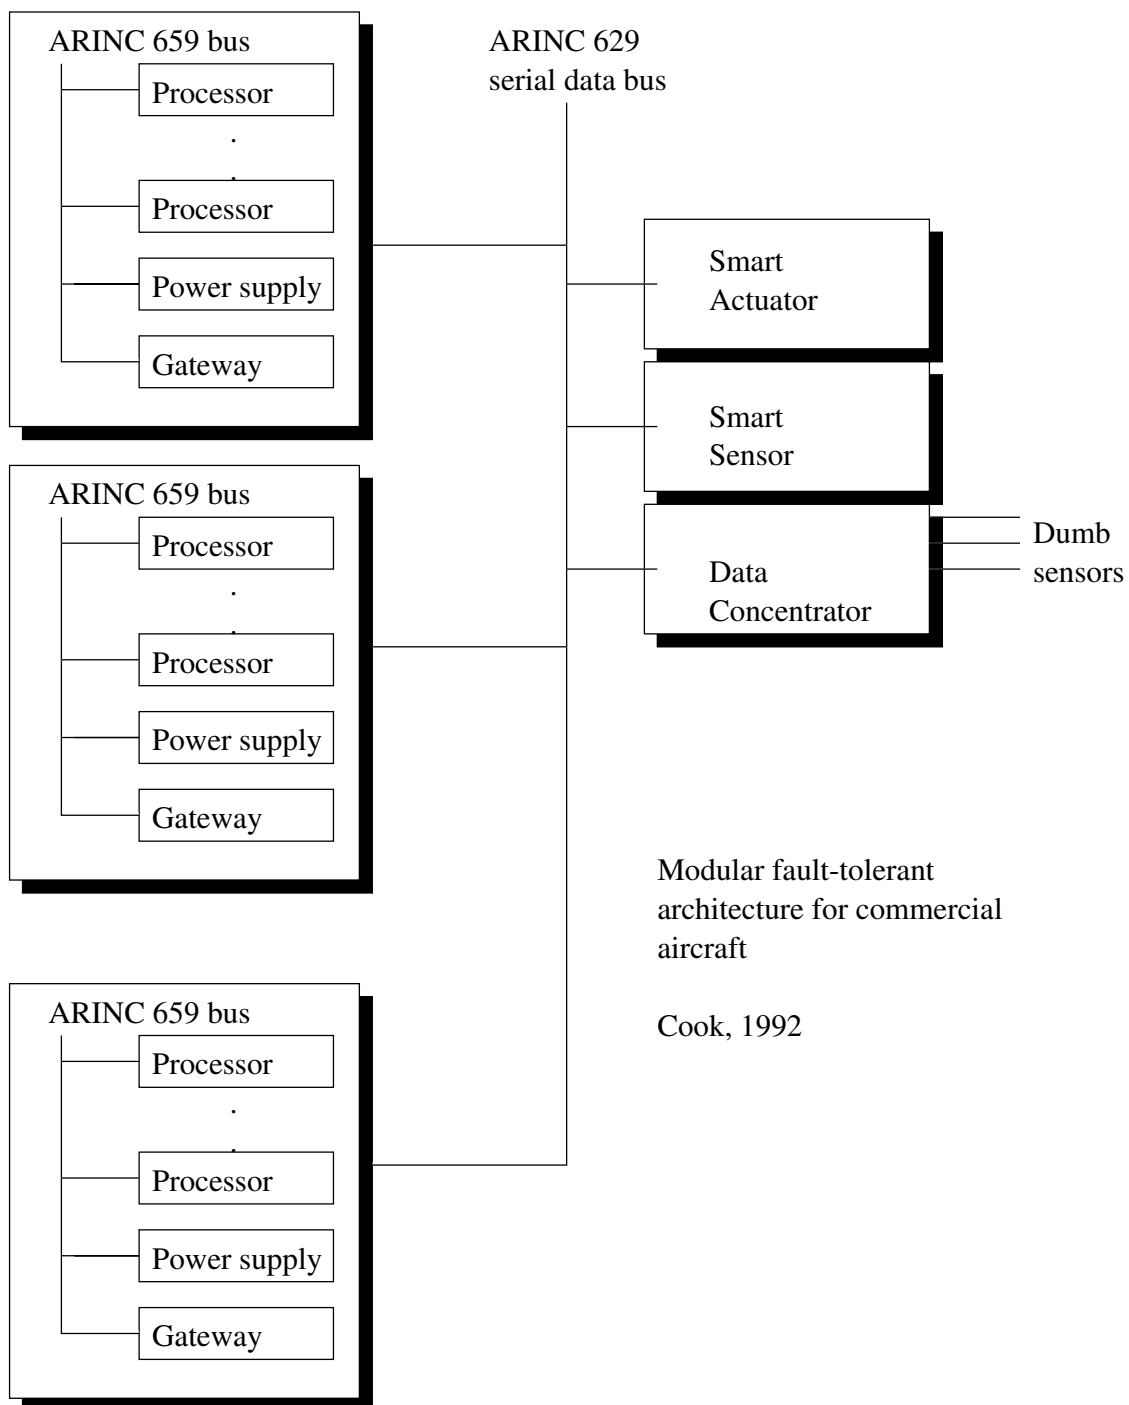 ARINC 659 bus
Processor
.
.
Processor
Power supply
Gateway
ARINC 659 bus
Processor
.
.
Processor
Power supply
Gateway
ARINC 659 bus
Processor
.
.
Processor
Power supply
Gateway
ARINC 629
serial data bus
Smart
Actuator
Smart
Sensor
Data
Concentrator
Dumb
sensors
Modular fault-tolerant
architecture for commercial
aircraft
Cook, 1992